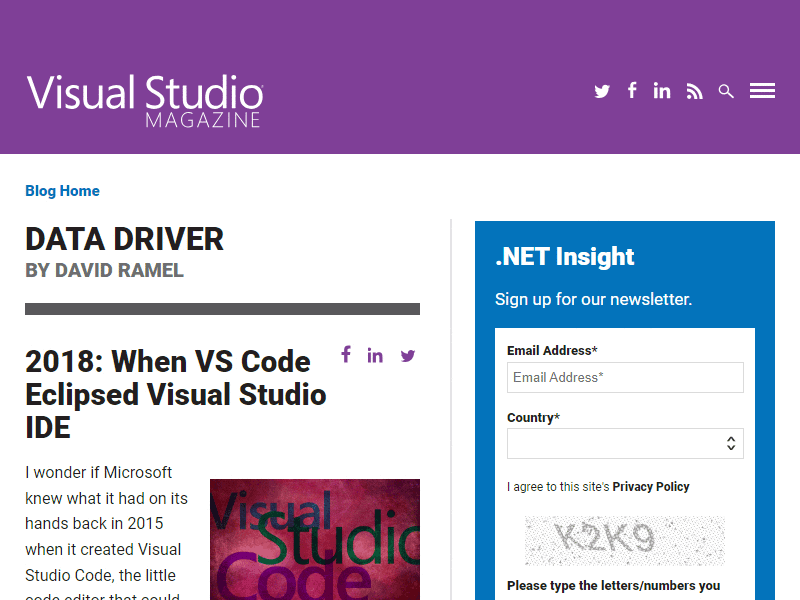 Visual Studio
MAGAZINE
Blog Home
DATA DRIVER
BY DAVID RAMEL
2018: When VS Code
Eclipsed Visual Studio
IDE
I wonder if Microsoft
knew what it had on its
hands back in 2015
when it created Visual
Studio Code, the little
code editor that could
Visual
Studio
Code
.NET Insight
Sign up for our newsletter.
Email Address*
Email Address*
Country*
I agree to this site's Privacy Policy
K2K9
Please type the letters/numbers you